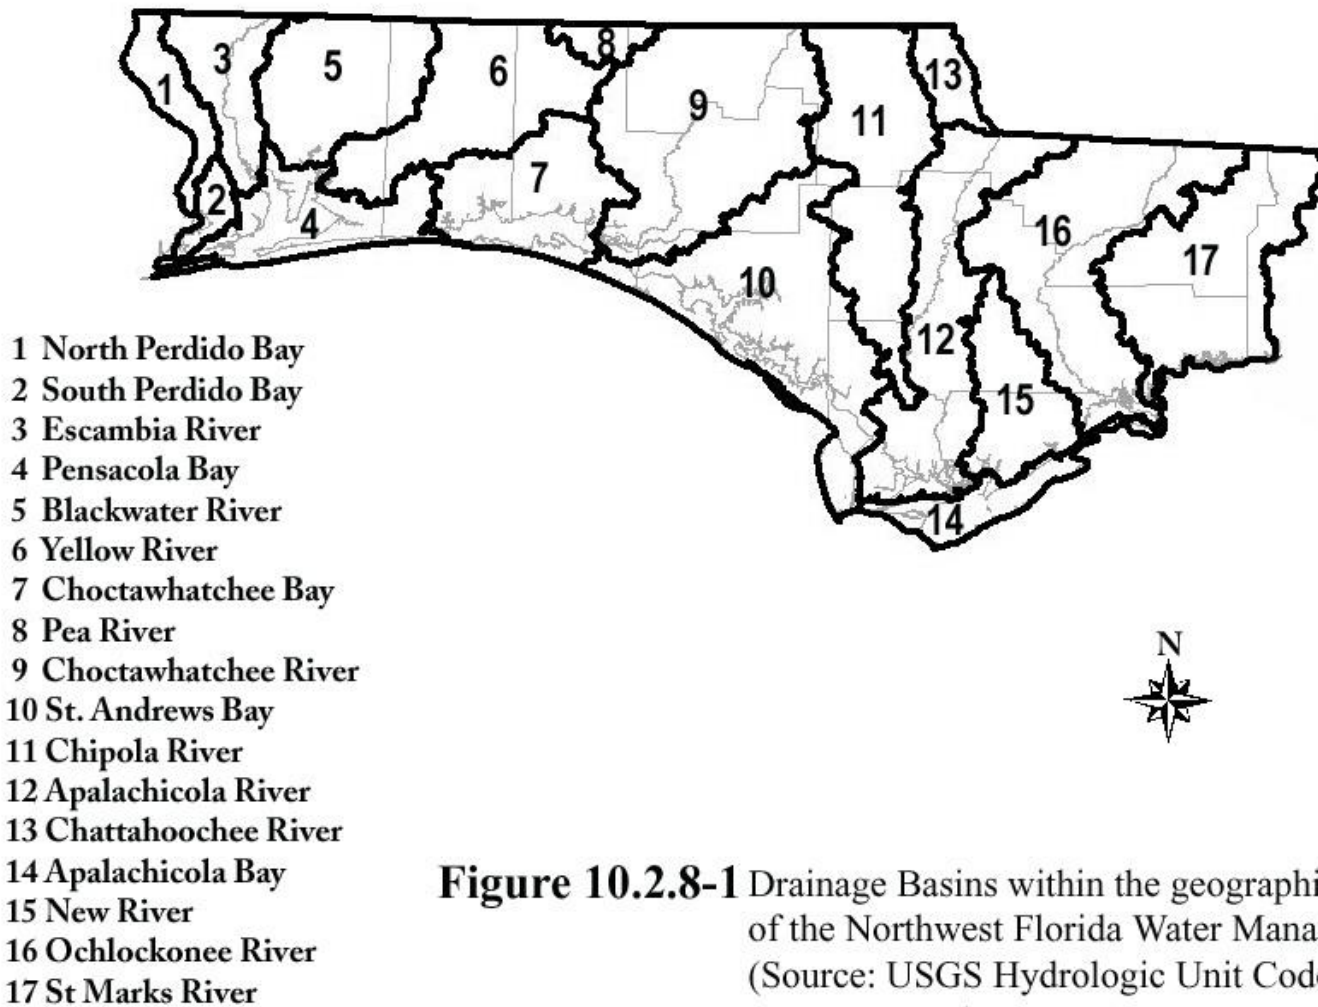 1
3
5
6
8
9
11
13
2
4
7
10
12
16
17
15
14
1 North Perdido Bay
2 South Perdido Bay
3 Escambia River
4 Pensacola Bay
5 Blackwater River
6 Yellow River
7 Choctawhatchee Bay
8 Pea River
9 Choctawhatchee River
10 St. Andrews Bay
11 Chipola River
12 Apalachicola River
13 Chattahoochee River
14 Apalachicola Bay
15 New River
16 Ochlockonee River
17 St Marks River
N
Figure 10.2.8-1 Drainage Basins within the geographi
of the Northwest Florida Water Mana
(Source: USGS Hydrologic Unit Cod